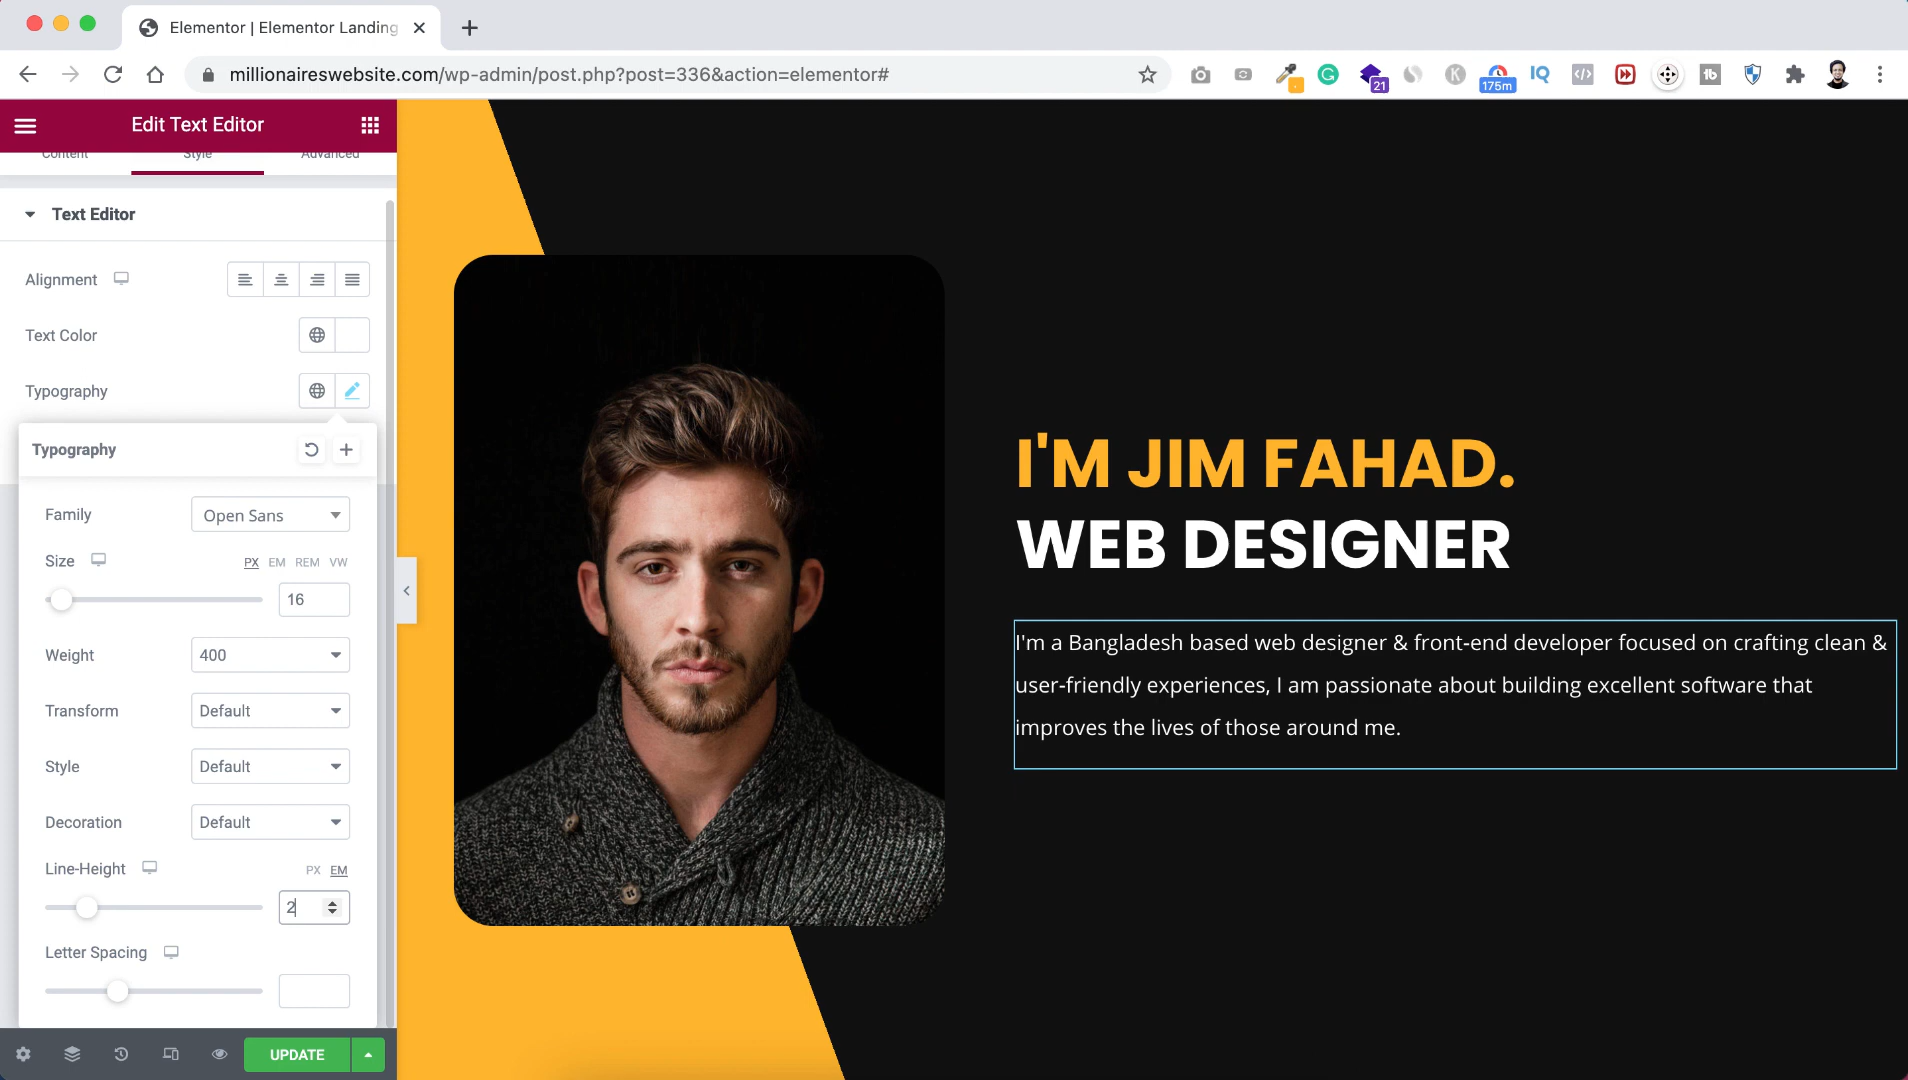 Elementor | Elementor Landing
millionaireswebsite.com/wp-admin/post.php?post=336&action=elementor#
21
K
175m
IQ
</>
tb
Edit Text Editor
Content Style Advanced
Text Editor
Alignment
Text Color
Typography
Typography
Family Open Sans
Size PX EM REM VW
16
Weight 400
Transform Default
Style Default
Decoration Default
Line-Height PX EM
2
Letter Spacing
UPDATE
I'M JIM FAHAD.
WEB DESIGNER
I'm a Bangladesh based web designer & front-end developer focused on crafting clean &
user-friendly experiences, I am passionate about building excellent software that
improves the lives of those around me.